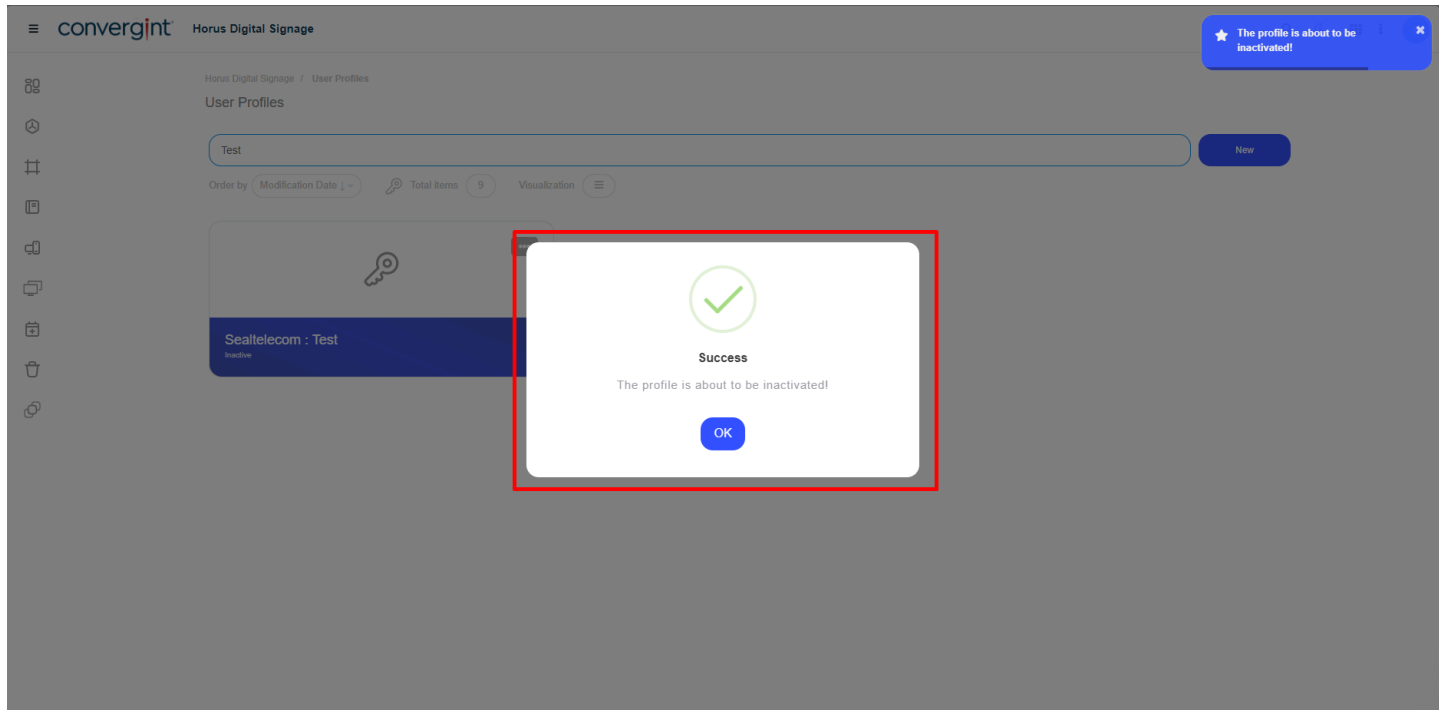 convergint
Horus Digital Signage
The profile is about to be
inactivated!
Horus Digital Signage / User Profiles
User Profiles
Test
New
Order by Modification Date ↓
Total items 9
Visualization
Sealtelecom : Test
Inactive
Success
The profile is about to be inactivated!
OK